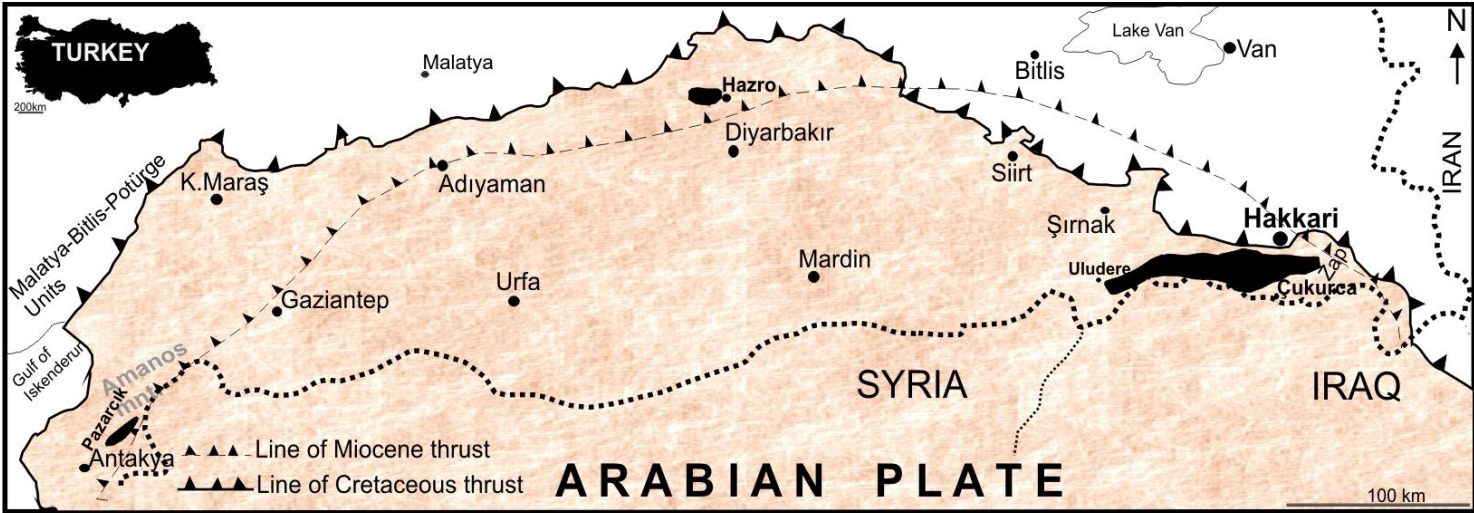 TURKEY
200km
Malatya
Lake Van
Van
Bitlis
N
IRAN
Hazro
Diyarbakır
Siirt
Malatya-Bitlis-Potürge
Units
K.Maraş
Adıyaman
Şırnak
Hakkari
Zap
Çukurca
Uludere
Mardin
Urfa
Gaziantep
Gulf of
Iskenderun
Amanos
mnt
Pazarcık
Antakya
SYRIA
IRAQ
Line of Miocene thrust
Line of Cretaceous thrust
ARABIAN PLATE
100 km